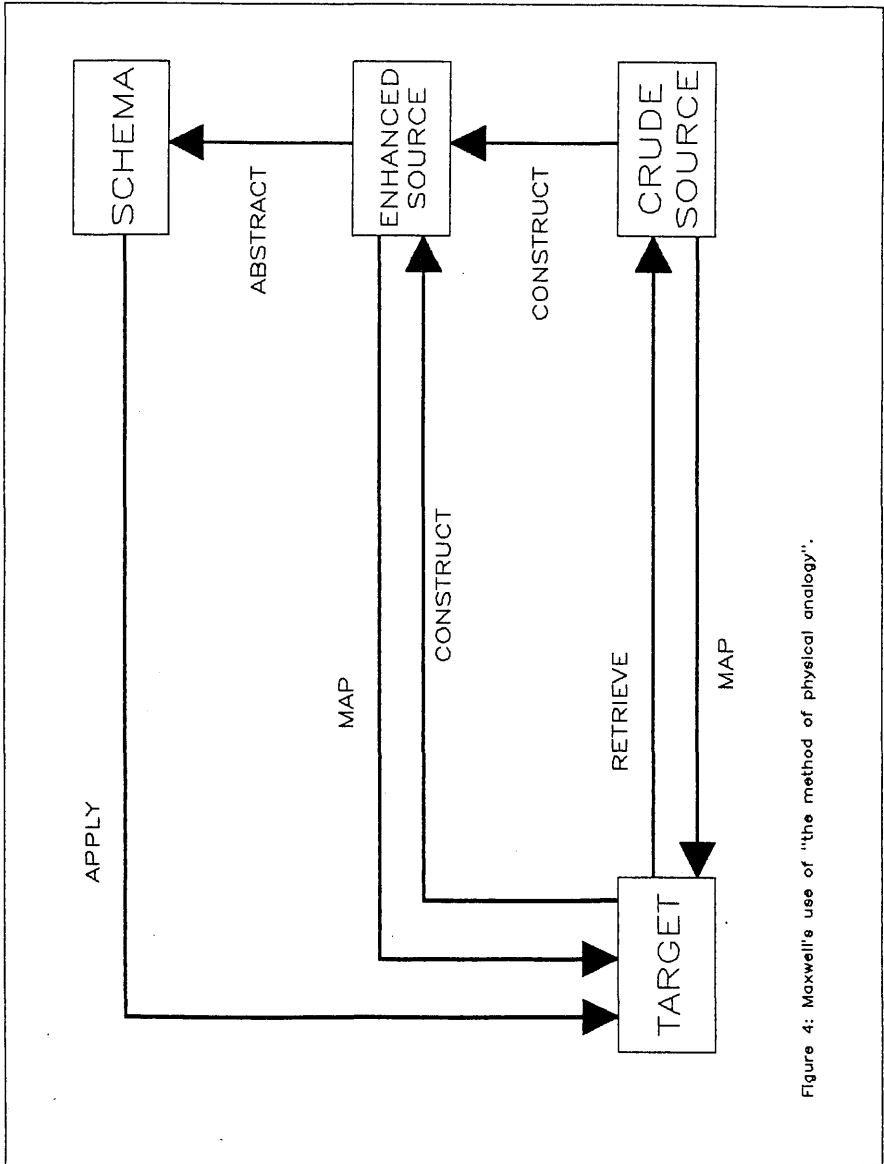 SCHEMA
APPLY
ABSTRACT
ENHANCED
SOURCE
MAP
CONSTRUCT
CONSTRUCT
CRUDE
SOURCE
RETRIEVE
MAP
TARGET
Figure 4: Maxwell's use of "the method of physical analogy".